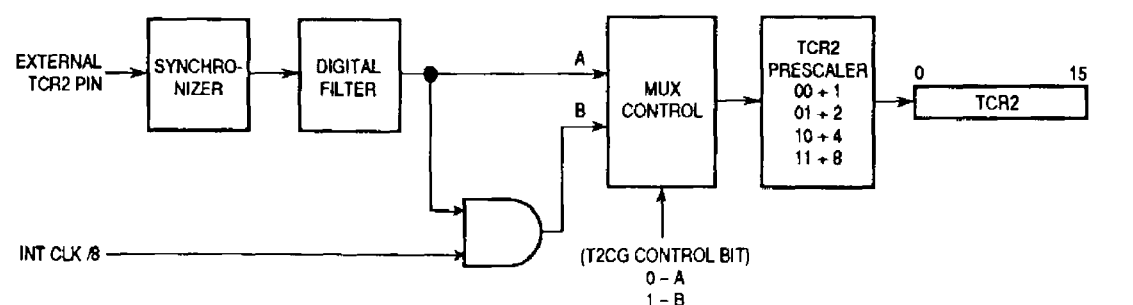 EXTERNAL
TCR2 PIN
SYNCHRO-
NIZER
DIGITAL
FILTER
A
B
MUX
CONTROL
TCR2
PRESCALER
00 ÷ 1
01 ÷ 2
10 ÷ 4
11 ÷ 8
0 15
TCR2
INT CLK /8
(T2CG CONTROL BIT)
0 – A
1 – B